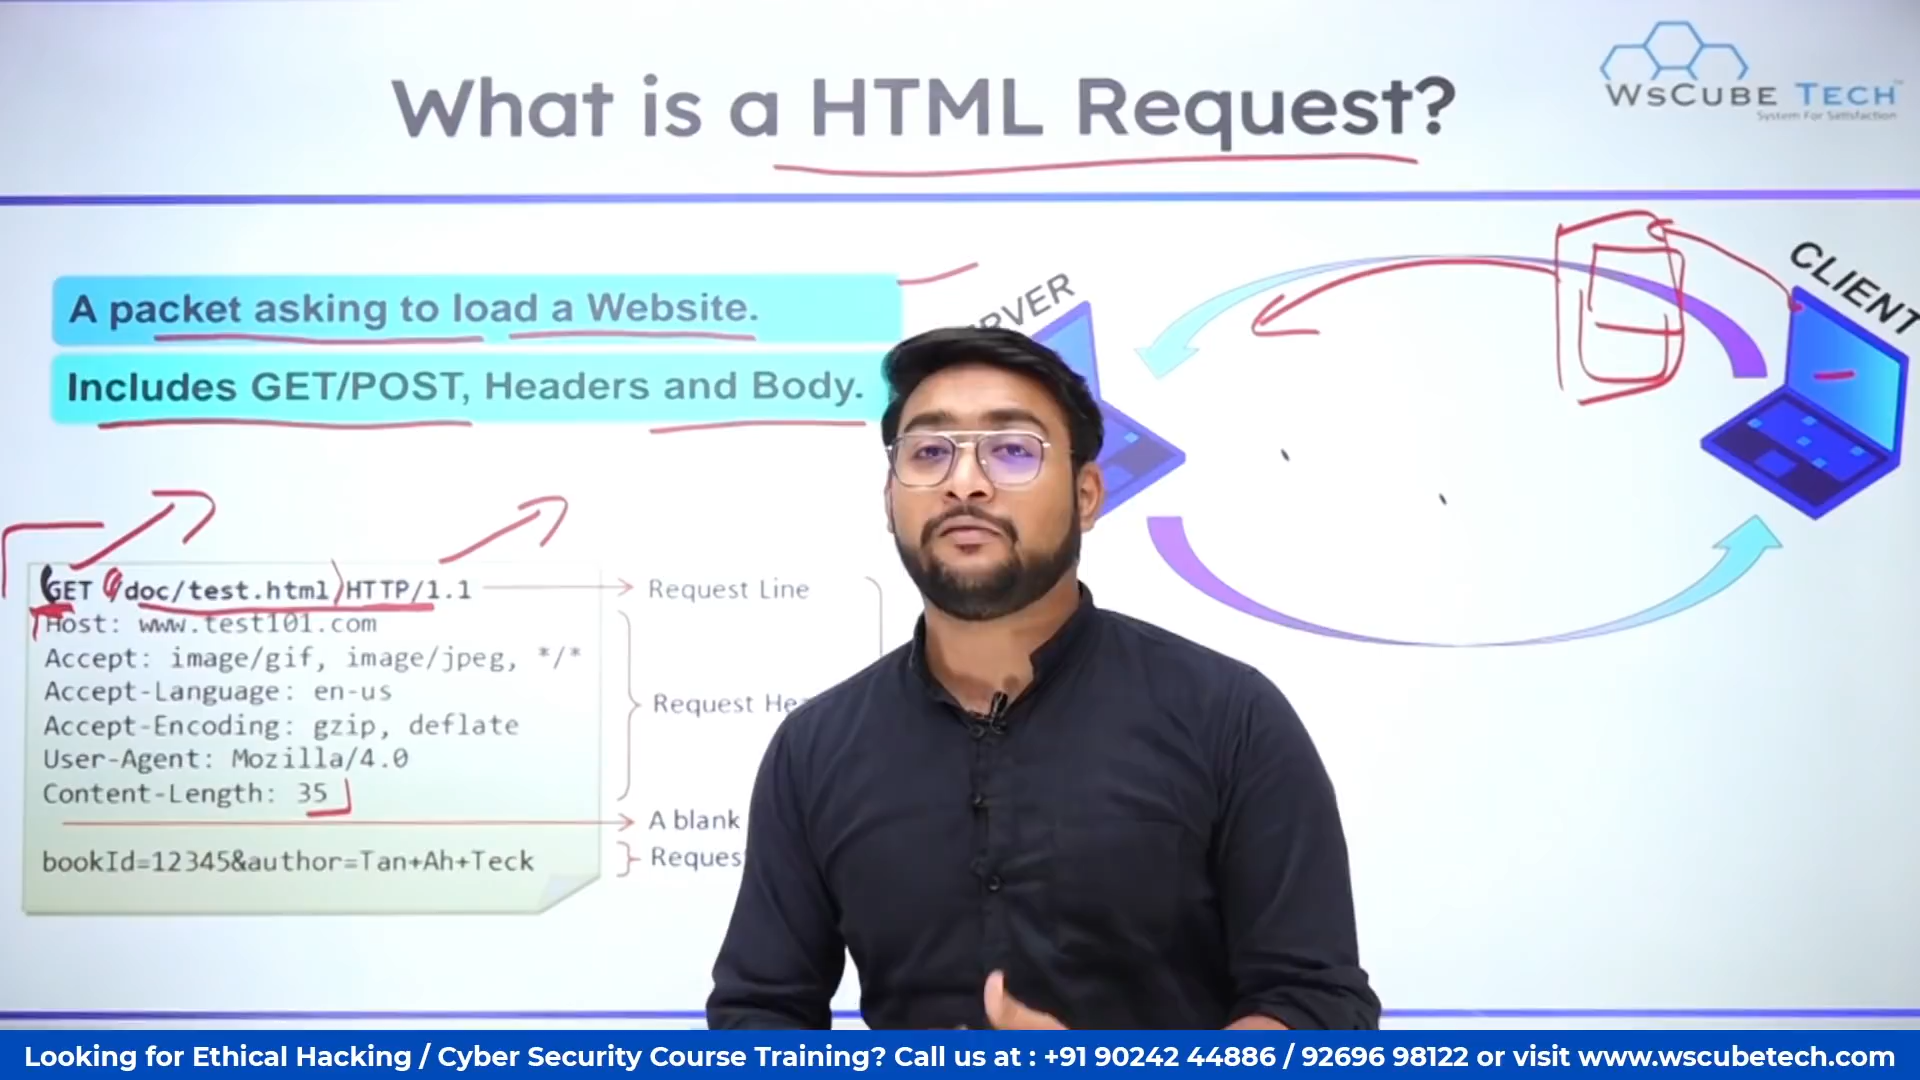 What is a HTML Request?
WSCUBE TECH
System For Satisfaction
A packet asking to load a Website.
Includes GET/POST, Headers and Body.
CLIENT
GET /doc/test.html HTTP/1.1
Request Line
Host: www.test101.com
Accept: image/gif, image/jpeg, */*
Accept-Language: en-us
Accept-Encoding: gzip, deflate
Request
User-Agent: Mozilla/4.0
Content-Length: 35
A blank
bookId=12345&author=Tan+Ah+Teck
Looking for Ethical Hacking / Cyber Security Course Training? Call us at : +91 90242 44886 / 92696 98122 or visit www.wscubetech.com